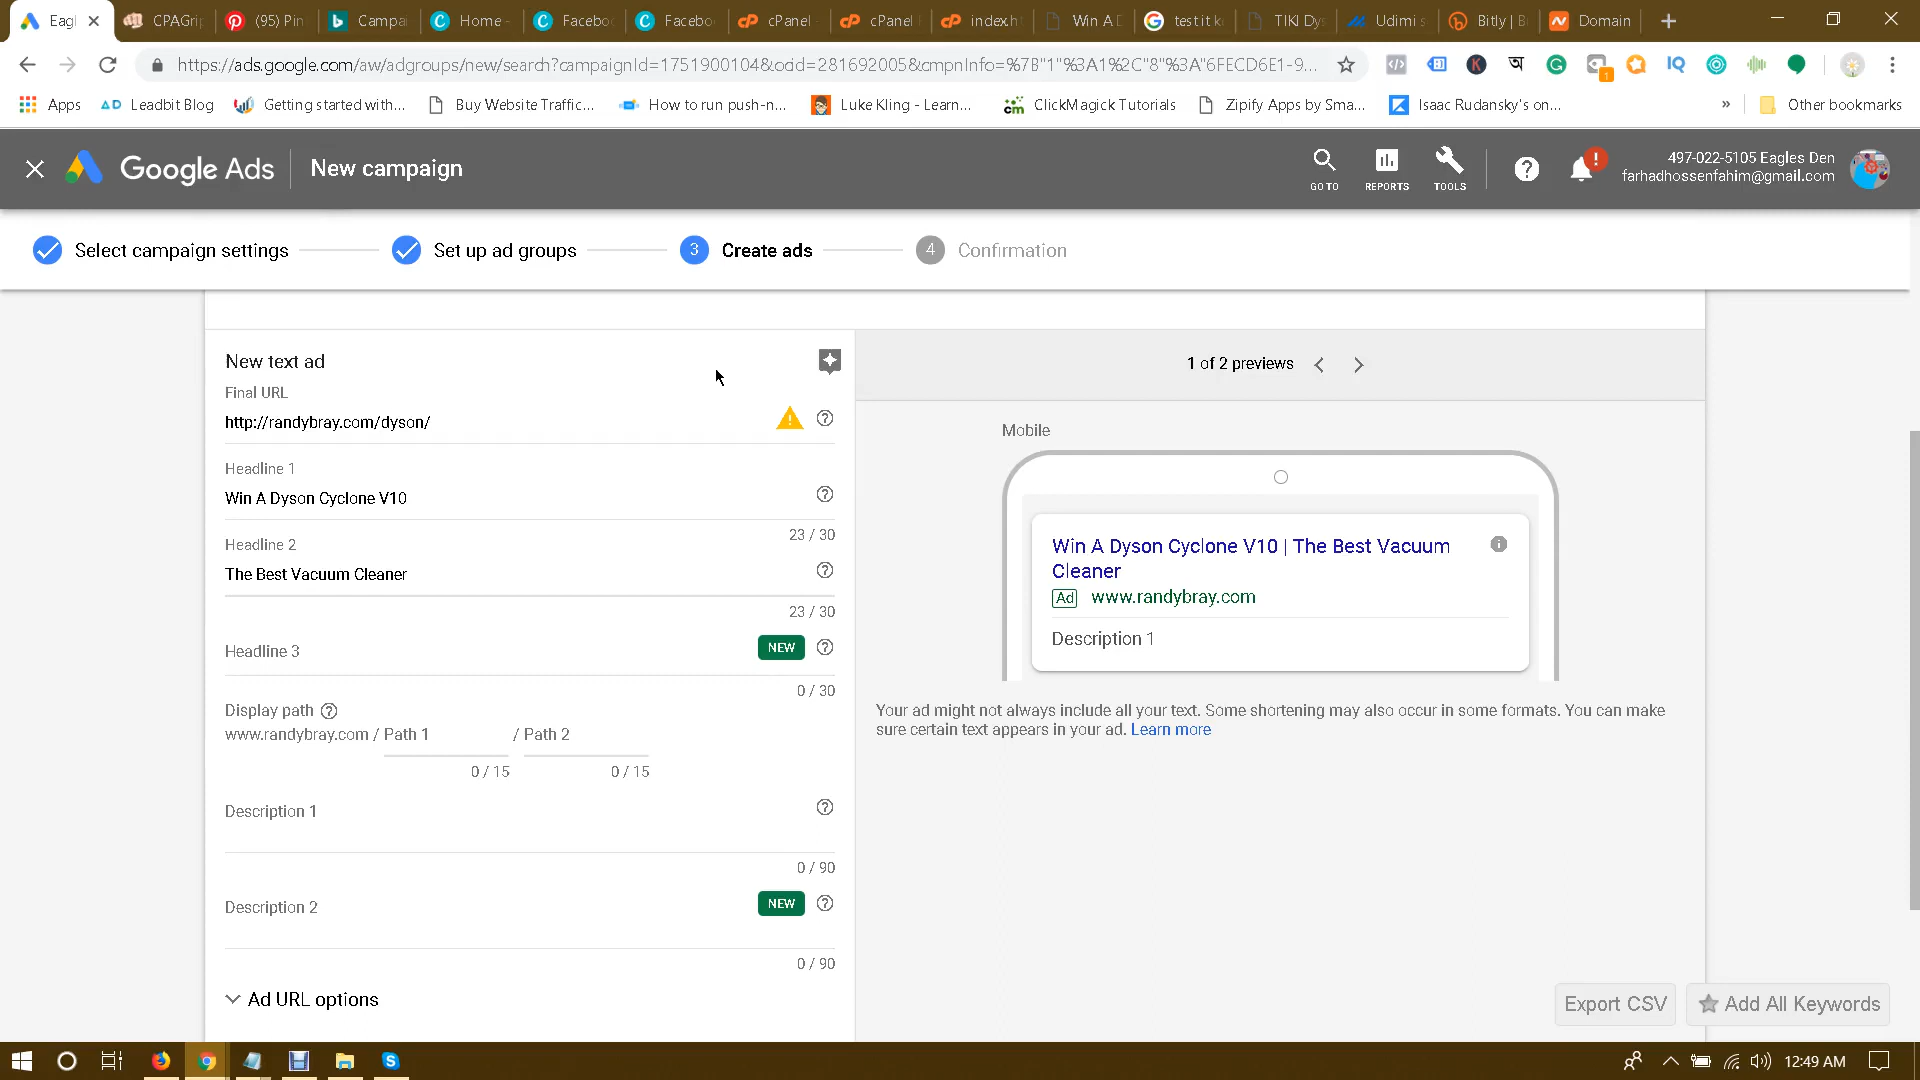 Eagl
CPAGrip
(95) Pin
Campai
Home -
Facebo
Facebo
cPanel -
cPanel F
index.ht
Win A D
test it k
TIKI Dys
Udimi s
Bitly | B
Domain
https://ads.google.com/aw/adgroups/new/search?campaignId=1751900104&ocid=281692005&cmpnInfo=%7B"1"%3A1%2C"8"%3A"6FECD6E1-9...
Apps
Leadbit Blog
Getting started with...
Buy Website Traffic...
How to run push-n...
Luke Kling - Learn...
ClickMagick Tutorials
Zipify Apps by Sma...
Isaac Rudansky's on...
»
Other bookmarks
Google Ads
New campaign
GO TO
REPORTS
TOOLS
497-022-5105 Eagles Den
farhadhossenfahim@gmail.com
Select campaign settings
Set up ad groups
3 Create ads
4 Confirmation
New text ad
Final URL
http://randybray.com/dyson/
Headline 1
Win A Dyson Cyclone V10
23 / 30
Headline 2
The Best Vacuum Cleaner
23 / 30
Headline 3
NEW
0 / 30
Display path
www.randybray.com / Path 1 / Path 2
0 / 15 0 / 15
Description 1
0 / 90
Description 2
NEW
0 / 90
Ad URL options
1 of 2 previews
Mobile
Win A Dyson Cyclone V10 | The Best Vacuum
Cleaner
Ad www.randybray.com
Description 1
Your ad might not always include all your text. Some shortening may also occur in some formats. You can make
sure certain text appears in your ad. Learn more
Export CSV
Add All Keywords
12:49 AM